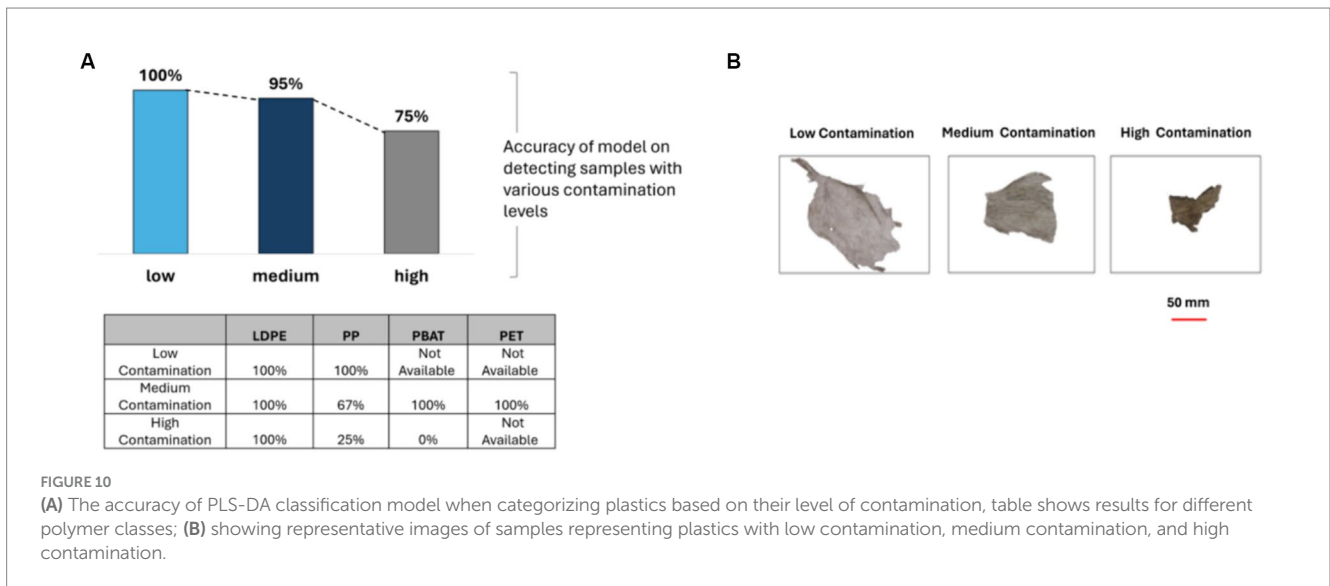 A
100%
95%
75%
low
medium
high
Accuracy of model on
detecting samples with
various contamination
levels
LDPE PP PBAT PET
Low Contamination 100% 100% Not Available Not Available
Medium Contamination 100% 67% 100% 100%
High Contamination 100% 25% 0% Not Available
B
Low Contamination
Medium Contamination
High Contamination
50 mm
FIGURE 10
(A) The accuracy of PLS-DA classification model when categorizing plastics based on their level of contamination, table shows results for different
polymer classes; (B) showing representative images of samples representing plastics with low contamination, medium contamination, and high
contamination.